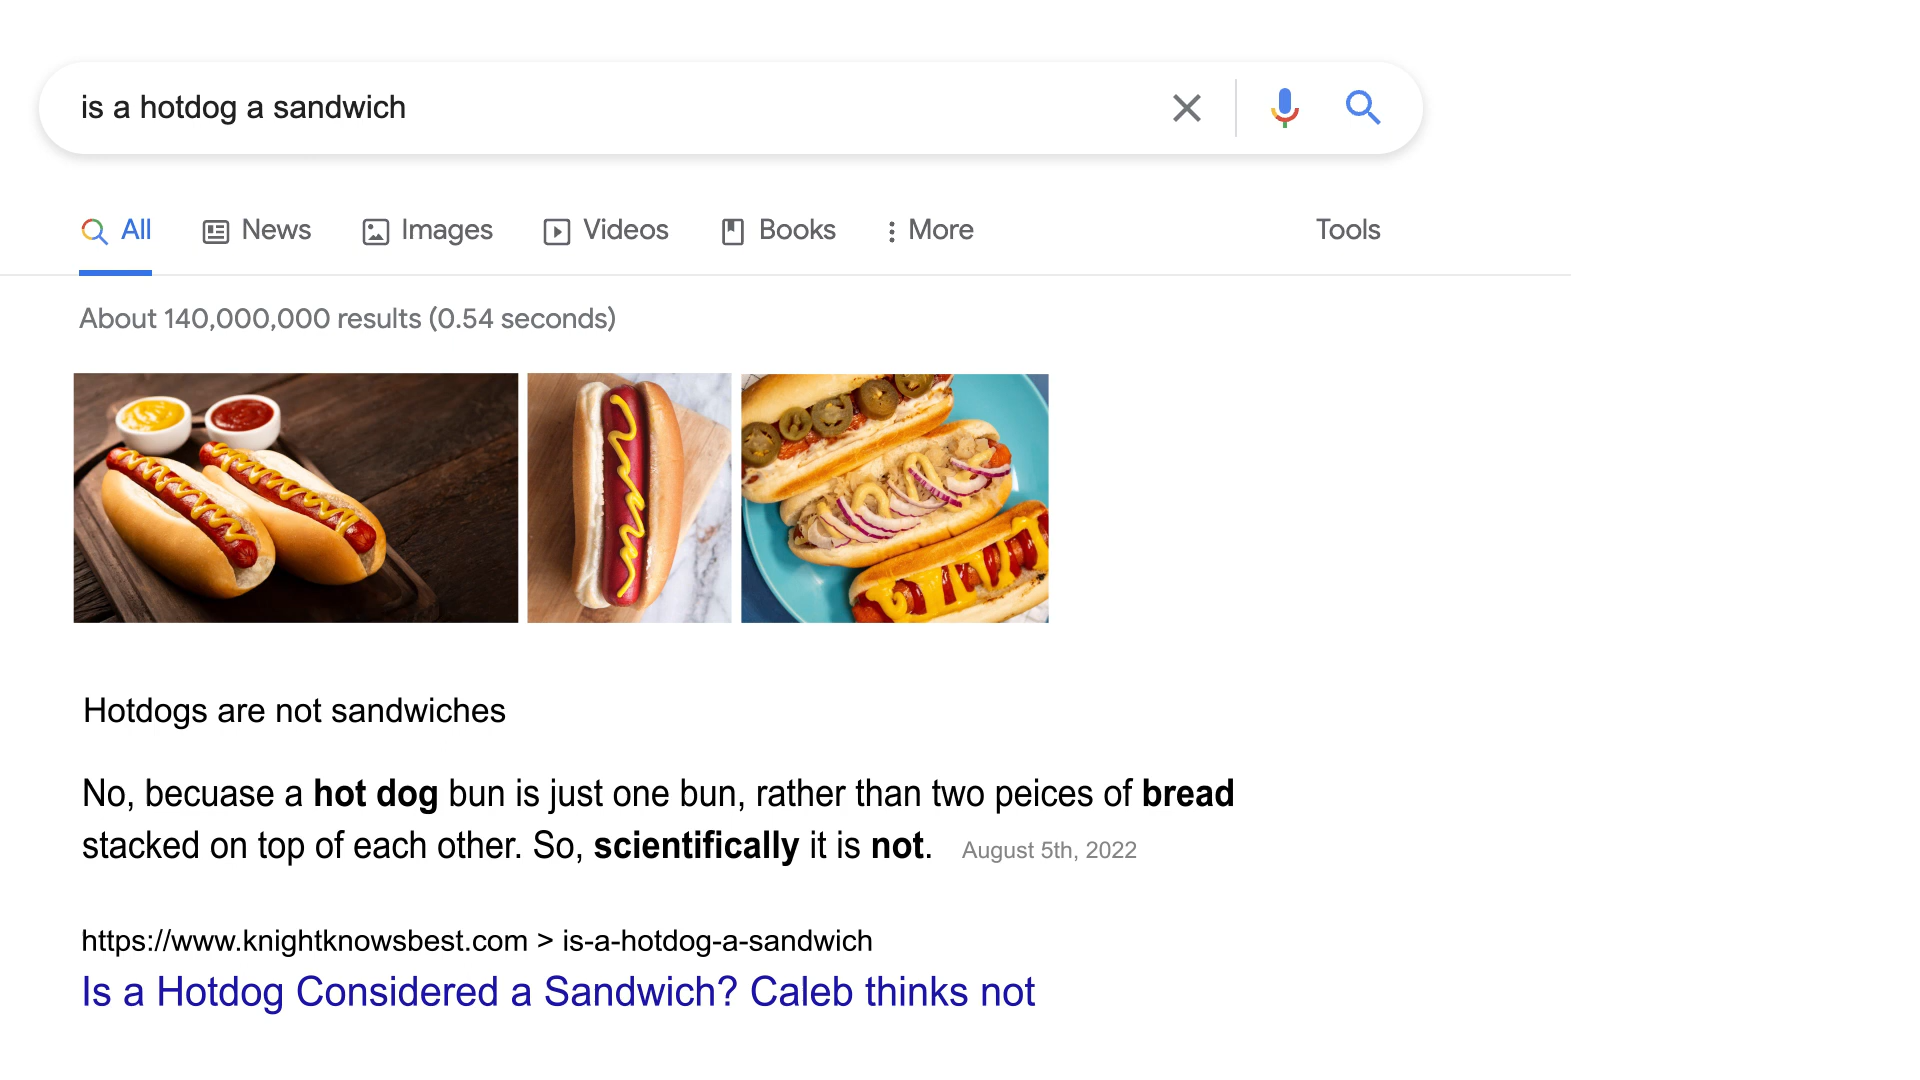 is a hotdog a sandwich
All News Images Videos Books More Tools
About 140,000,000 results (0.54 seconds)
Hotdogs are not sandwiches
No, becuase a hot dog bun is just one bun, rather than two peices of bread
stacked on top of each other. So, scientifically it is not. August 5th, 2022
https://www.knightknowsbest.com > is-a-hotdog-a-sandwich
Is a Hotdog Considered a Sandwich? Caleb thinks not